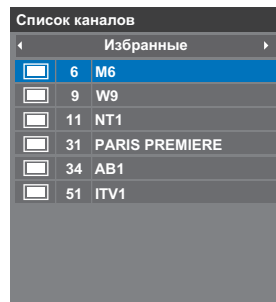 Список каналов
Избранные
6 M6
9 W9
11 NT1
31 PARIS PREMIERE
34 AB1
51 ITV1